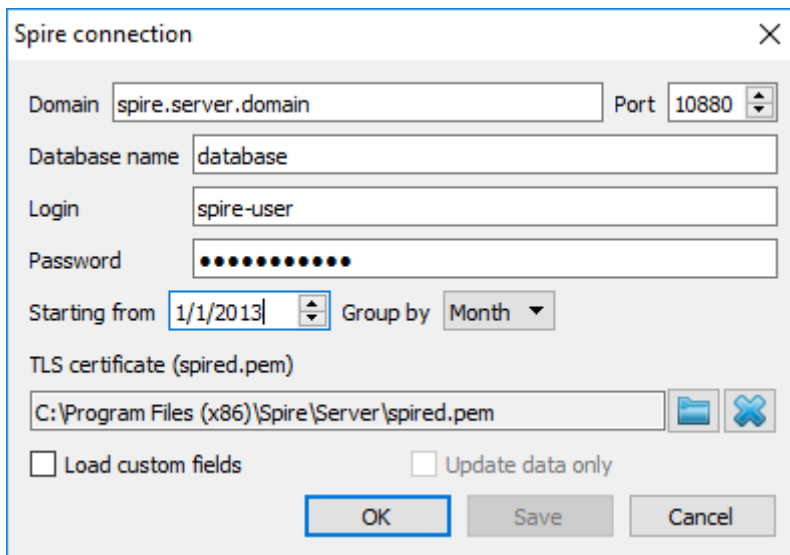 Spire connection
Domain spire.server.domain Port 10880
Database name database
Login spire-user
Password ●●●●●●●●●●●
Starting from 1/1/2013 Group by Month
TLS certificate (spired.pem)
C:\Program Files (x86)\Spire\Server\spired.pem
Load custom fields Update data only
OK Save Cancel